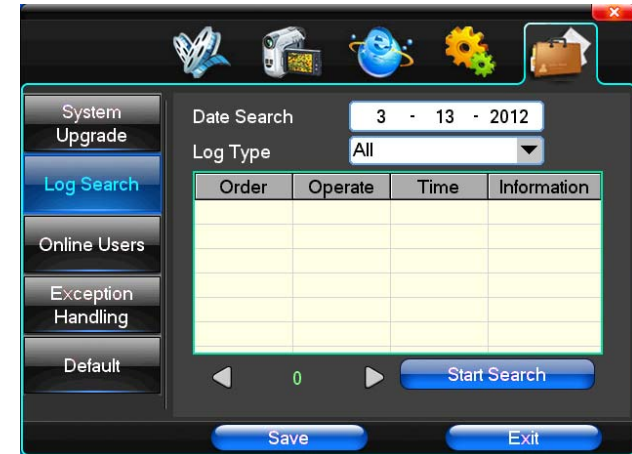 System
Upgrade
Log Search
Online Users
Exception
Handling
Default
Date Search 3 - 13 - 2012
Log Type All
Order Operate Time Information
0 Start Search
Save Exit